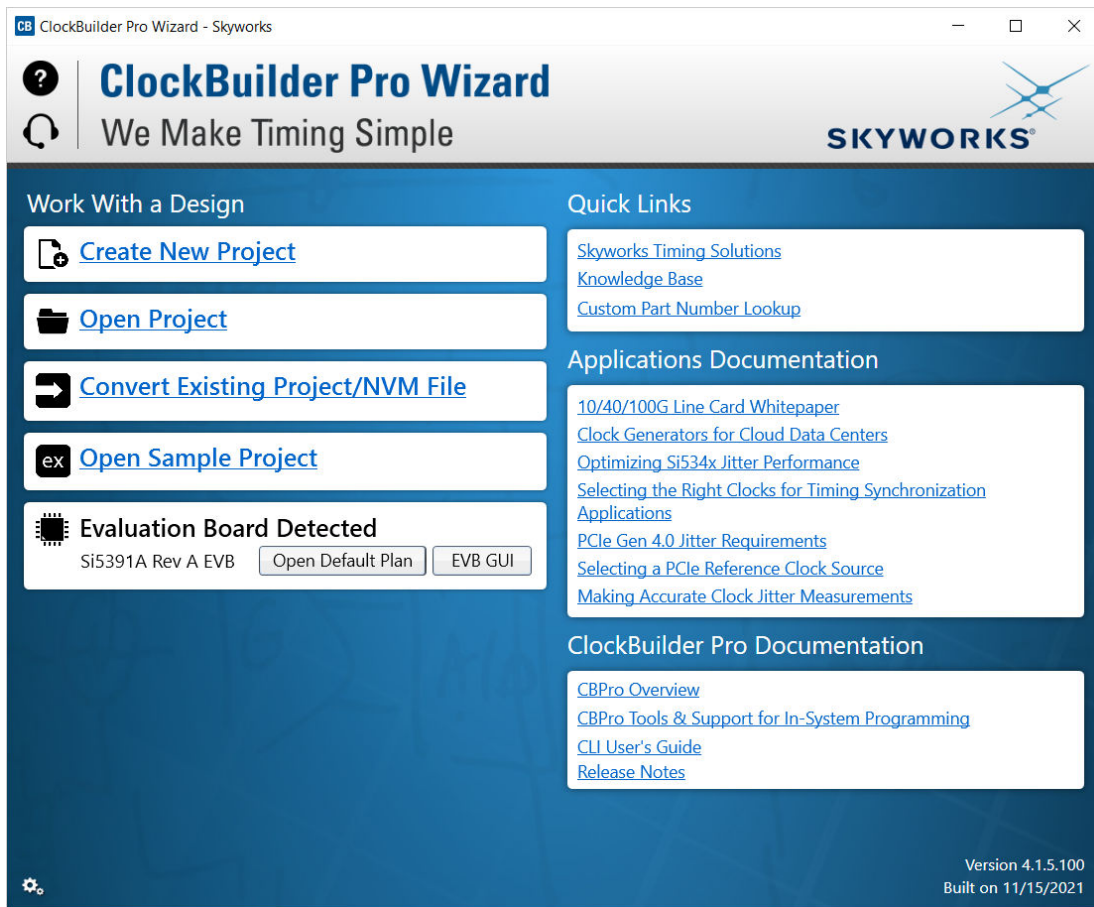 CB ClockBuilder Pro Wizard - Skyworks
?
ClockBuilder Pro Wizard
We Make Timing Simple
SKYWORKS®
Work With a Design
Create New Project
Open Project
Convert Existing Project/NVM File
ex Open Sample Project
Evaluation Board Detected
Si5391A Rev A EVB Open Default Plan EVB GUI
Quick Links
Skyworks Timing Solutions
Knowledge Base
Custom Part Number Lookup
Applications Documentation
10/40/100G Line Card Whitepaper
Clock Generators for Cloud Data Centers
Optimizing Si534x Jitter Performance
Selecting the Right Clocks for Timing Synchronization
Applications
PCIe Gen 4.0 Jitter Requirements
Selecting a PCIe Reference Clock Source
Making Accurate Clock Jitter Measurements
ClockBuilder Pro Documentation
CBPro Overview
CBPro Tools & Support for In-System Programming
CLI User's Guide
Release Notes
Version 4.1.5.100
Built on 11/15/2021